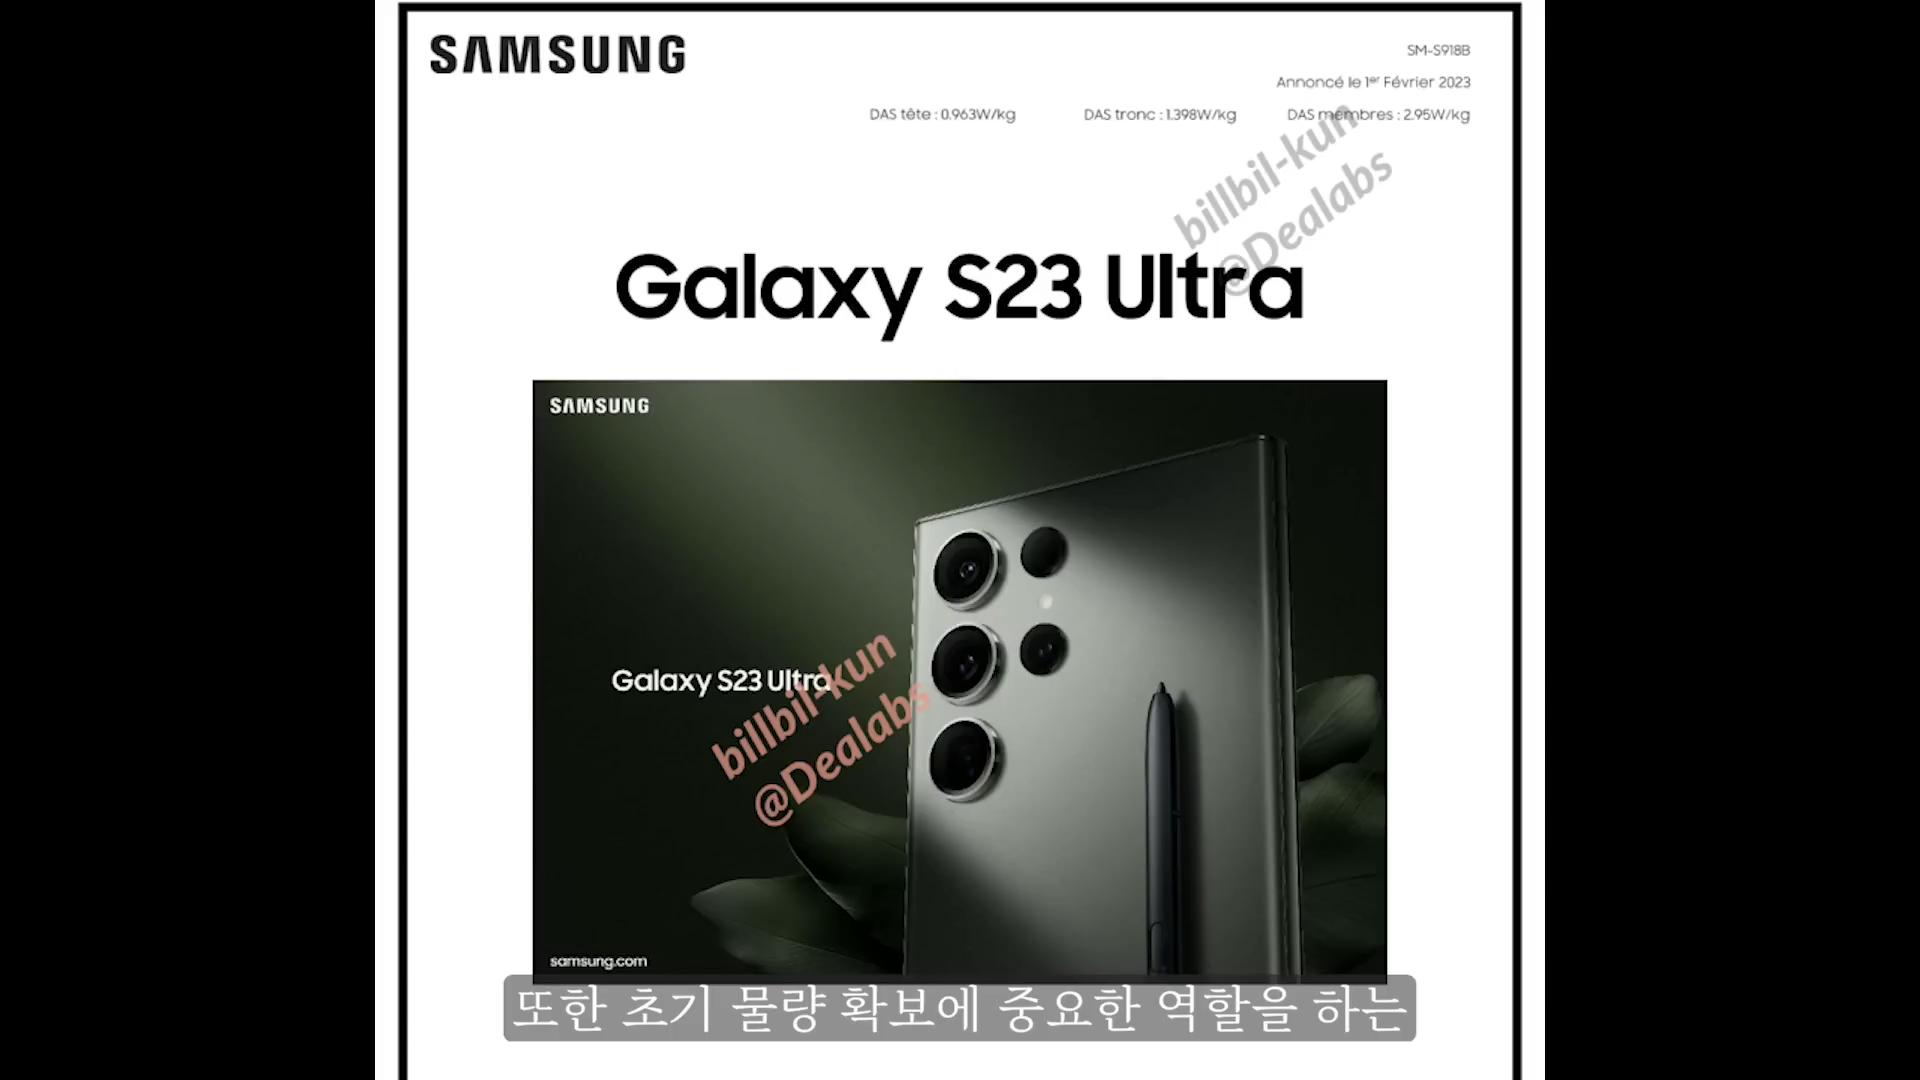 SAMSUNG
SM-S918B
Annoncé le 1er Février 2023
DAS tête : 0.963W/kg DAS tronc : 1.398W/kg DAS membres : 2.95W/kg
billbil-kun
@Dealabs
Galaxy S23 Ultra
SAMSUNG
Galaxy S23 Ultra
billbil-kun
@Dealabs
samsung.com
또한 초기 물량 확보에 중요한 역할을 하는